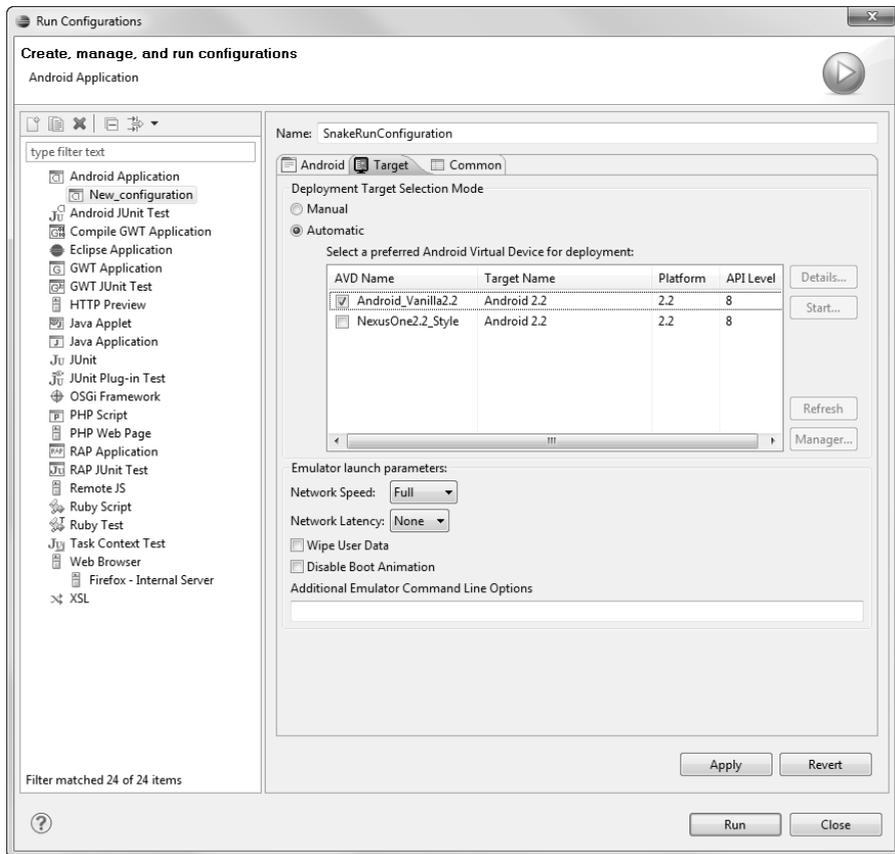 Run Configurations
Create, manage, and run configurations
Android Application
type filter text
Android Application
New_configuration
Android JUnit Test
Compile GWT Application
Eclipse Application
GWT Application
GWT JUnit Test
HTTP Preview
Java Applet
Java Application
JUnit
JUnit Plug-in Test
OSGi Framework
PHP Script
PHP Web Page
RAP Application
RAP JUnit Test
Remote JS
Ruby Script
Ruby Test
Task Context Test
Web Browser
Firefox - Internal Server
XSL
Filter matched 24 of 24 items
Name: SnakeRunConfiguration
Android Target Common
Deployment Target Selection Mode
Manual
Automatic
Select a preferred Android Virtual Device for deployment:
AVD Name Target Name Platform API Level
Android_Vanilla2.2 Android 2.2 2.2 8
NexusOne2.2_Style Android 2.2 2.2 8
Details...
Start...
Refresh
Manager...
Emulator launch parameters:
Network Speed: Full
Network Latency: None
Wipe User Data
Disable Boot Animation
Additional Emulator Command Line Options
Apply Revert
Run Close